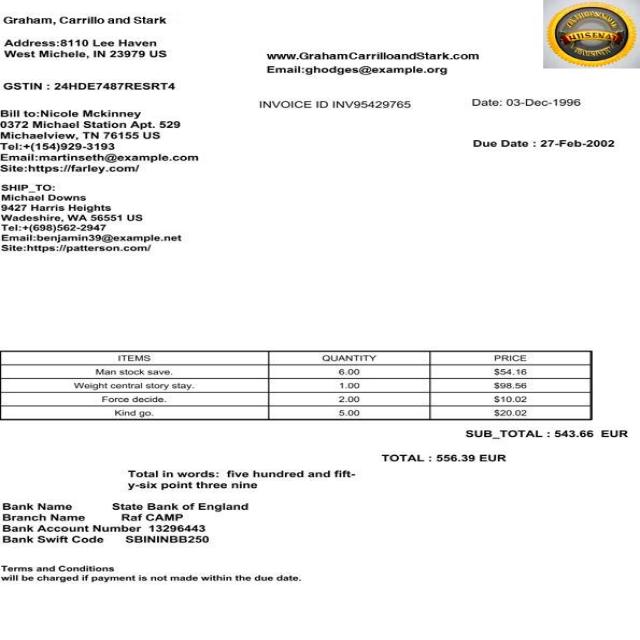 Graham, Carrillo and Stark
Address:8110 Lee Haven
West Michele, IN 23979 US
www.GrahamCarrilloandStark.com
Email:ghodges@example.org
GSTIN : 24HDE7487RESRT4
INVOICE ID INV95429765
Date: 03-Dec-1996
Due Date : 27-Feb-2002
Bill to:Nicole Mckinney
0372 Michael Station Apt. 529
Michaelview, TN 76155 US
Tel:+(154)929-3193
Email:martinseth@example.com
Site:https://farley.com/
SHIP_TO:
Michael Downs
9427 Harris Heights
Wadeshire, WA 56551 US
Tel:+(698)562-2947
Email:benjamin39@example.net
Site:https://patterson.com/
ITEMS QUANTITY PRICE
Man stock save. 6.00 $54.16
Weight central story stay. 1.00 $98.56
Force decide. 2.00 $10.02
Kind go. 5.00 $20.02
SUB_TOTAL : 543.66 EUR
TOTAL : 556.39 EUR
Total in words: five hundred and fift-
y-six point three nine
Bank Name State Bank of England
Branch Name Raf CAMP
Bank Account Number 13296443
Bank Swift Code SBININBB250
Terms and Conditions
will be charged if payment is not made within the due date.